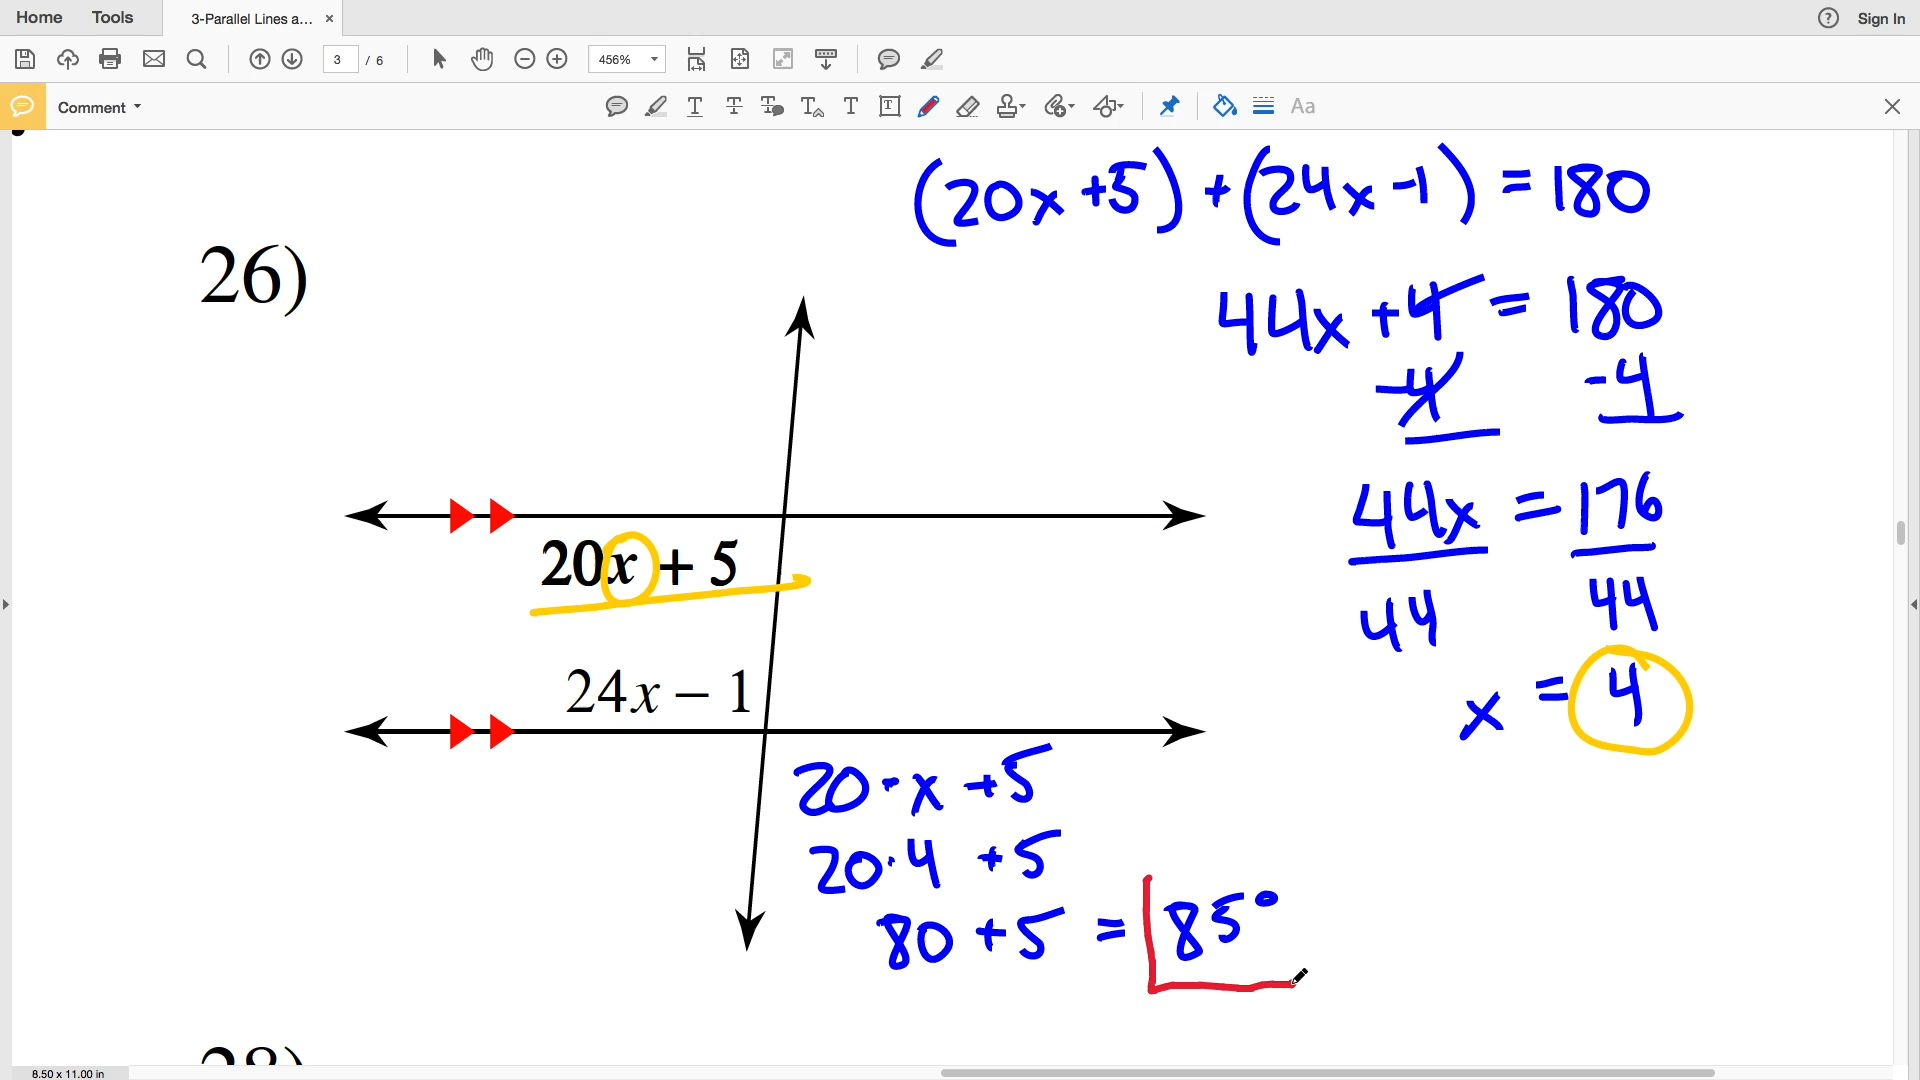 Home Tools 3-Parallel Lines a... × ? Sign In
3 / 6 456%
Comment Aa
(20x +5) + (24x -1) = 180
26)
44x +4 = 180
-4 -4
44x = 176
20x + 5
44 44
24x − 1
x = 4
20·x +5
20·4 +5
80 +5 = 85°
8.50 x 11.00 in